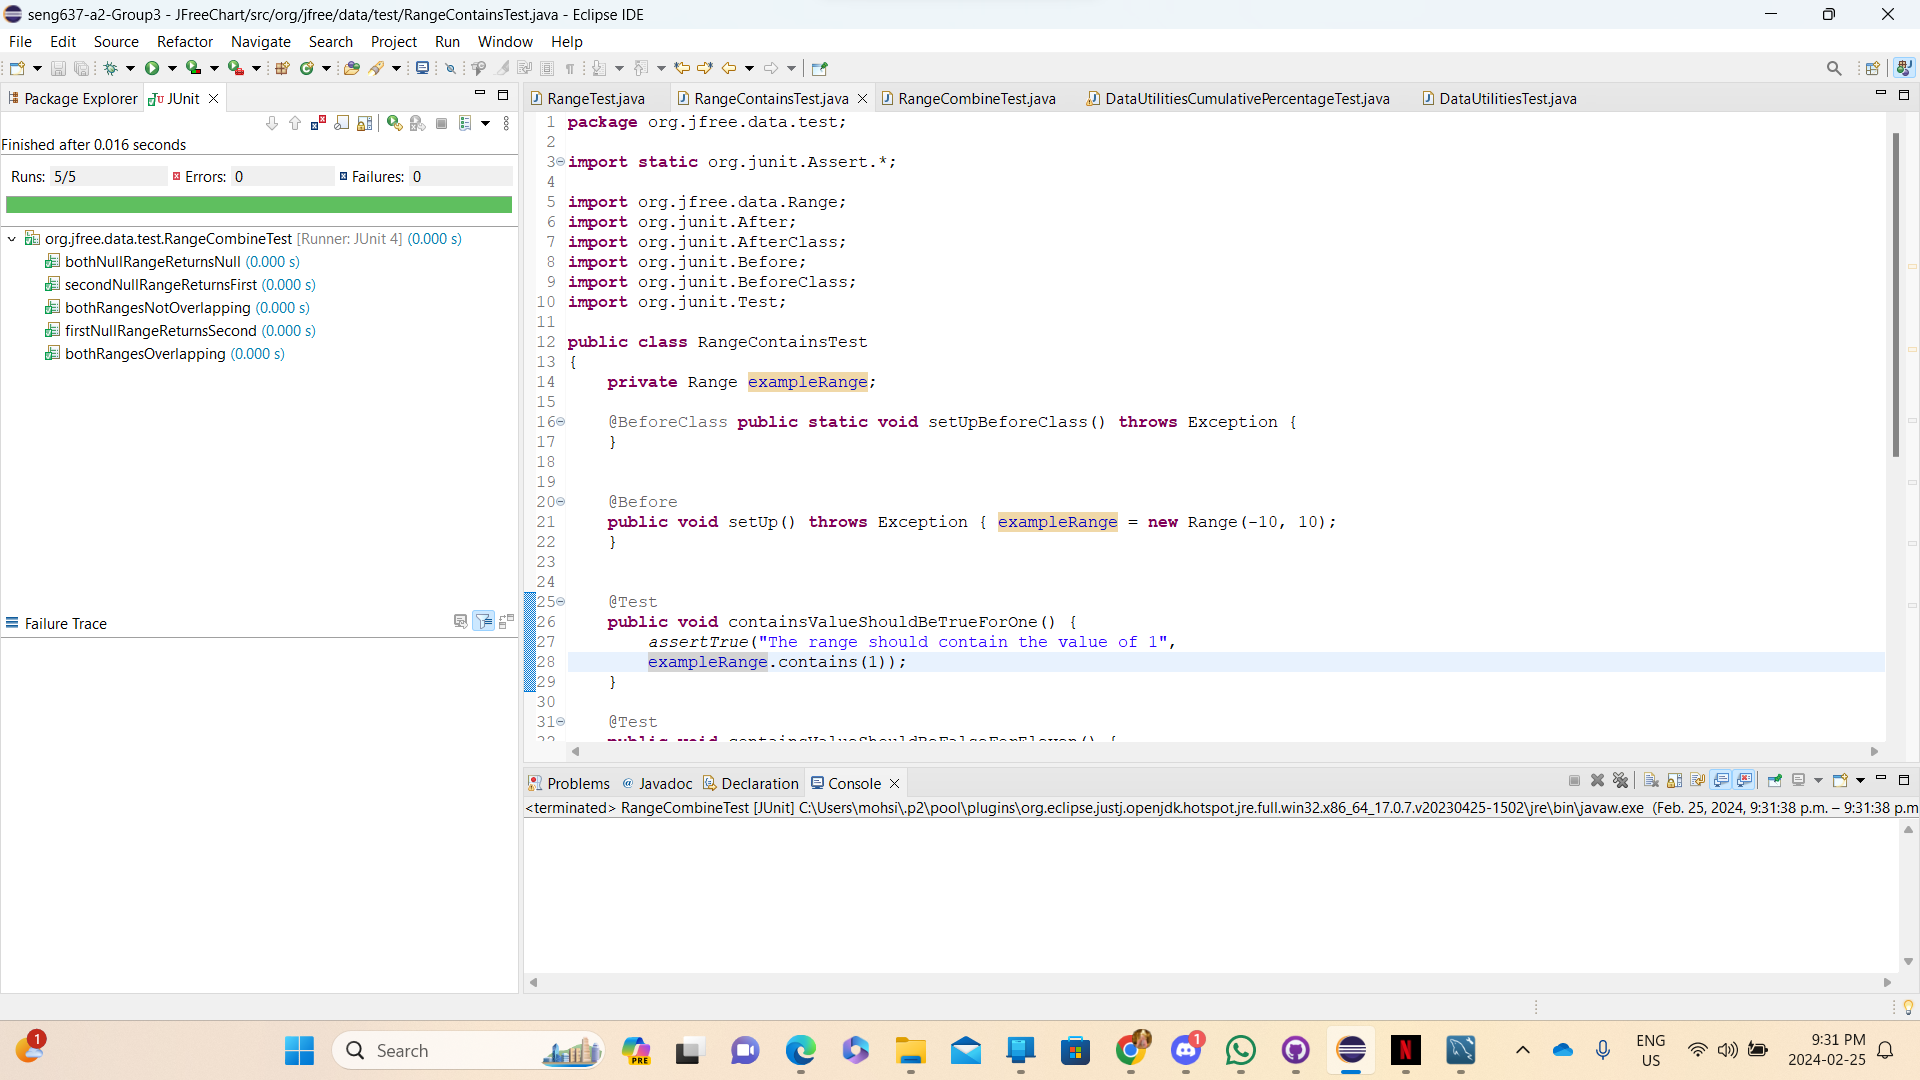 seng637-a2-Group3 - JFreeChart/src/org/jfree/data/test/RangeContainsTest.java - Eclipse IDE
File Edit Source Refactor Navigate Search Project Run Window Help
Package Explorer JUnit
Finished after 0.016 seconds
Runs: 5/5 Errors: 0 Failures: 0
org.jfree.data.test.RangeCombineTest [Runner: JUnit 4] (0.000 s)
bothNullRangeReturnsNull (0.000 s)
secondNullRangeReturnsFirst (0.000 s)
bothRangesNotOverlapping (0.000 s)
firstNullRangeReturnsSecond (0.000 s)
bothRangesOverlapping (0.000 s)
Failure Trace
RangeTest.java RangeContainsTest.java RangeCombineTest.java DataUtilitiesCumulativePercentageTest.java DataUtilitiesTest.java
1 package org.jfree.data.test;
2
3 import static org.junit.Assert.*;
4
5 import org.jfree.data.Range;
6 import org.junit.After;
7 import org.junit.AfterClass;
8 import org.junit.Before;
9 import org.junit.BeforeClass;
10 import org.junit.Test;
11
12 public class RangeContainsTest
13 {
14 private Range exampleRange;
15
16 @BeforeClass public static void setUpBeforeClass() throws Exception {
17 }
18
19
20 @Before
21 public void setUp() throws Exception { exampleRange = new Range(-10, 10);
22 }
23
24
25 @Test
26 public void containsValueShouldBeTrueForOne() {
27 assertTrue("The range should contain the value of 1",
28 exampleRange.contains(1));
29 }
30
31 @Test
32 public void containsValueShouldBeFalseForEleven() {
Problems Javadoc Declaration Console
<terminated> RangeCombineTest [JUnit] C:\Users\mohsi\.p2\pool\plugins\org.eclipse.justj.openjdk.hotspot.jre.full.win32.x86_64_17.0.7.v20230425-1502\jre\bin\javaw.exe (Feb. 25, 2024, 9:31:38 p.m. – 9:31:38 p.m
1
Search
PRE
1
N
ENG
US
9:31 PM
2024-02-25